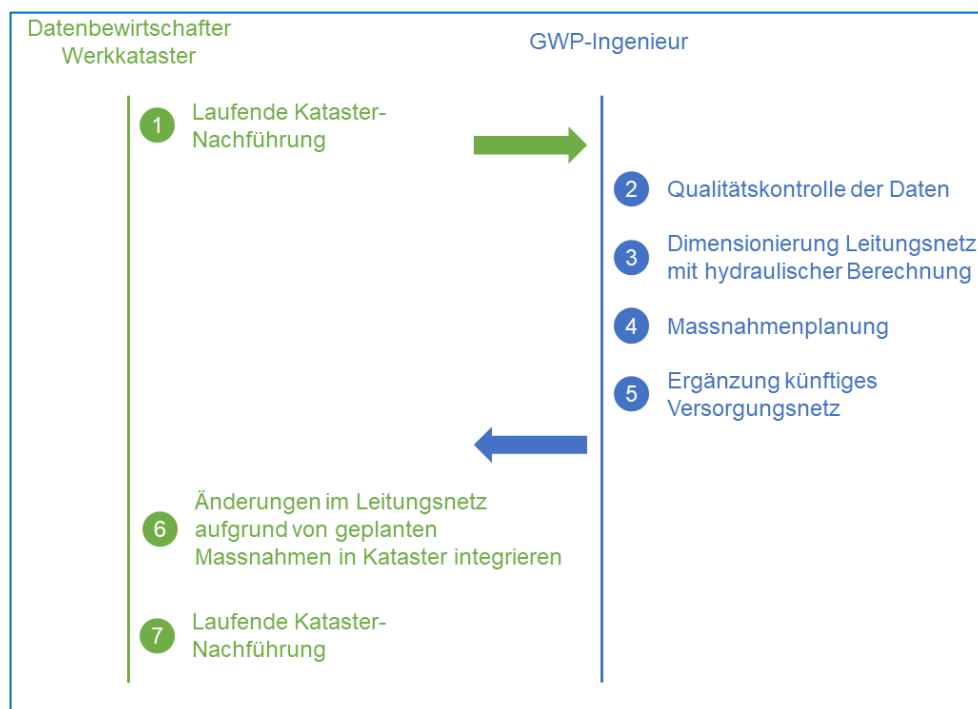 Datenbewirtschafter
Werkkataster
GWP-Ingenieur
1 Laufende Kataster-
Nachführung
2 Qualitätskontrolle der Daten
3 Dimensionierung Leitungsnetz
mit hydraulischer Berechnung
4 Massnahmenplanung
5 Ergänzung künftiges
Versorgungsnetz
6 Änderungen im Leitungsnetz
aufgrund von geplanten
Massnahmen in Kataster integrieren
7 Laufende Kataster-
Nachführung